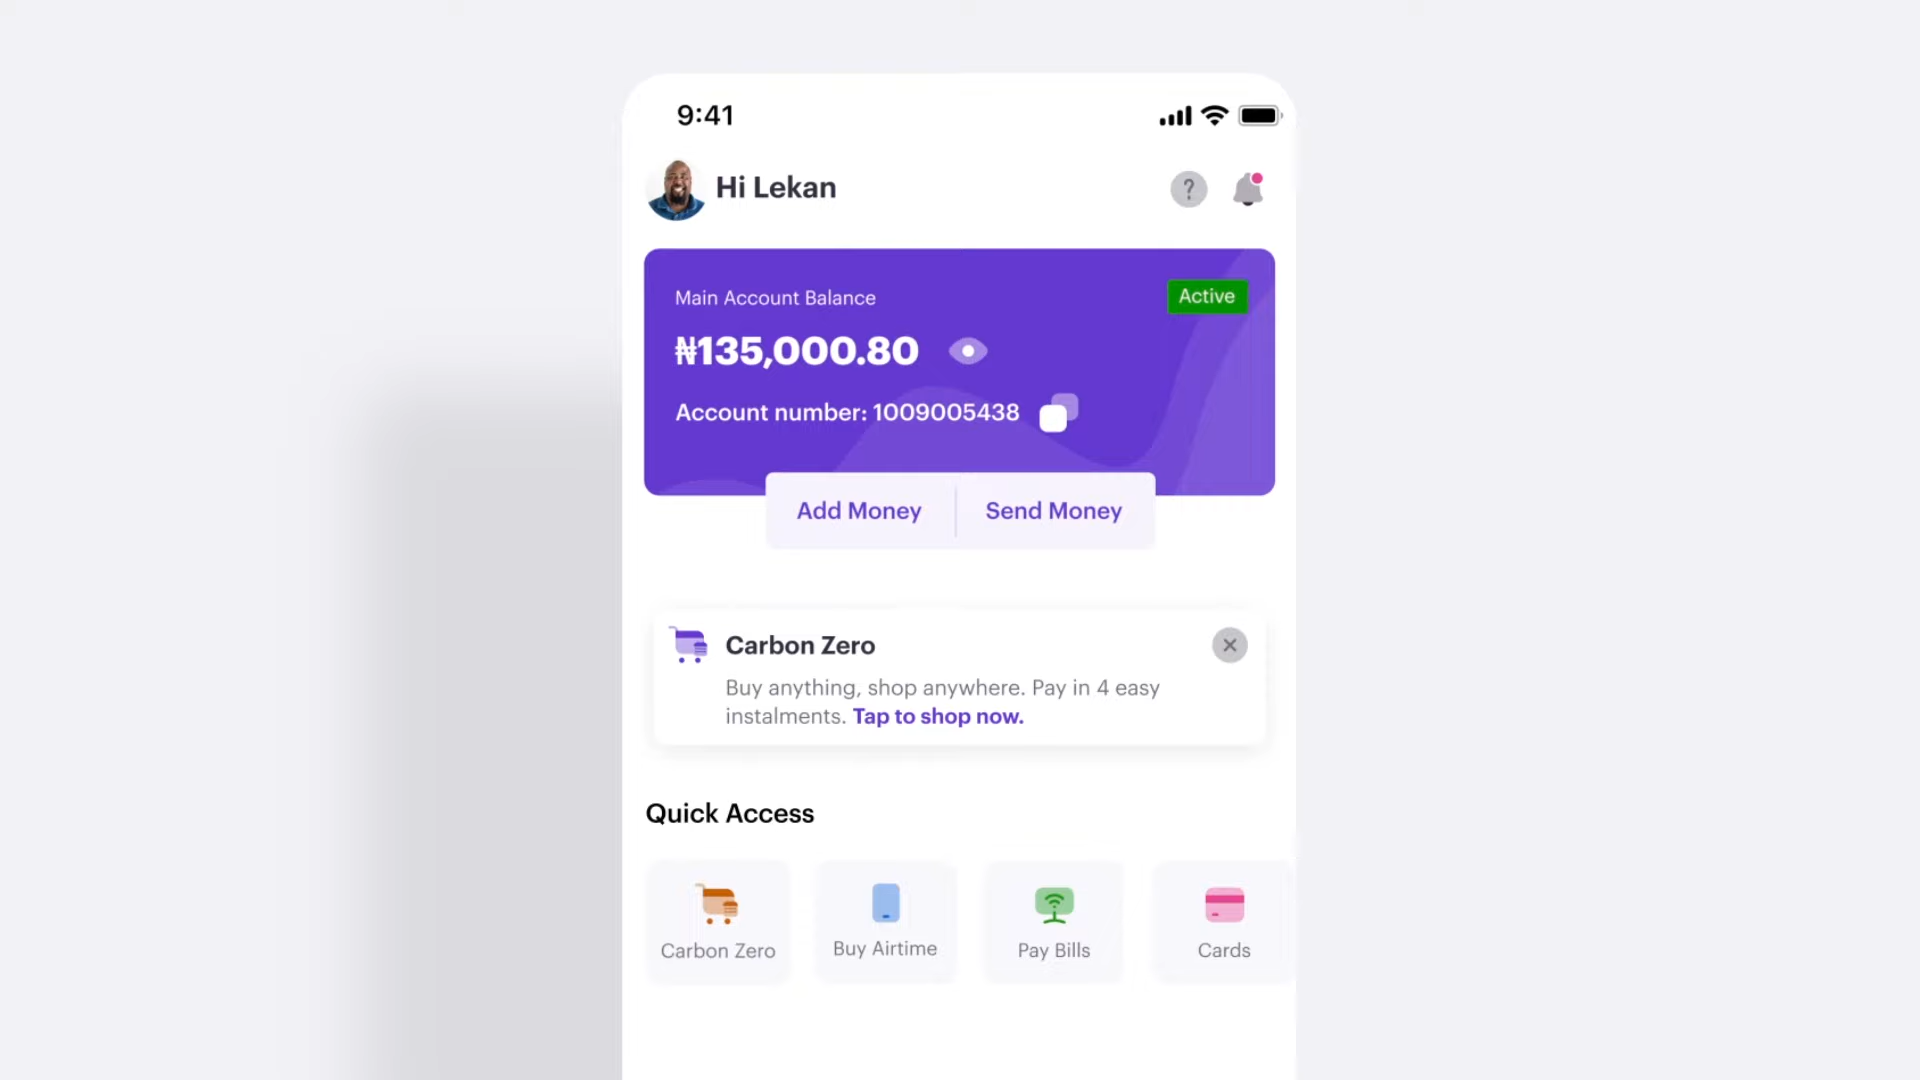 9:41
Hi Lekan
?
Main Account Balance
Active
₦135,000.80
Account number: 1009005438
Add Money
Send Money
Carbon Zero
Buy anything, shop anywhere. Pay in 4 easy
instalments. Tap to shop now.
Quick Access
Carbon Zero
Buy Airtime
Pay Bills
Cards